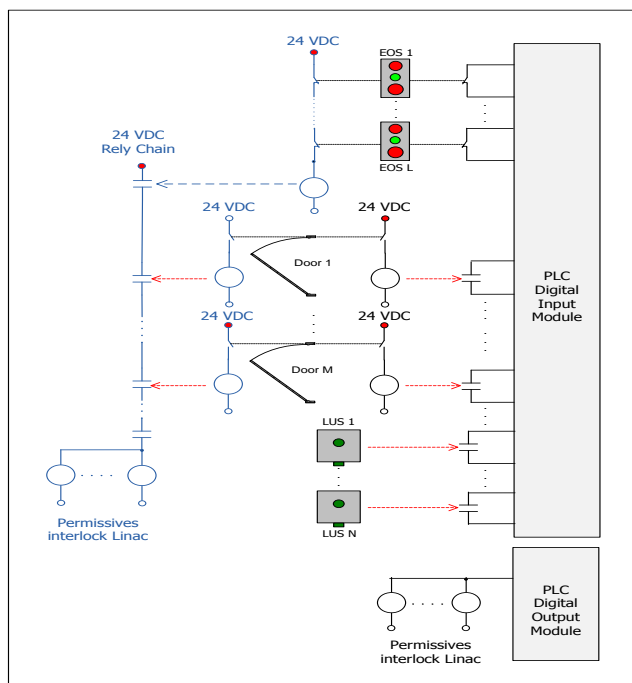 24 VDC
EOS 1
EOS L
24 VDC
Rely Chain
24 VDC
24 VDC
Door 1
24 VDC
24 VDC
Door M
PLC
Digital
Input
Module
LUS 1
LUS N
Permissives
interlock Linac
PLC
Digital
Output
Module
Permissives
interlock Linac